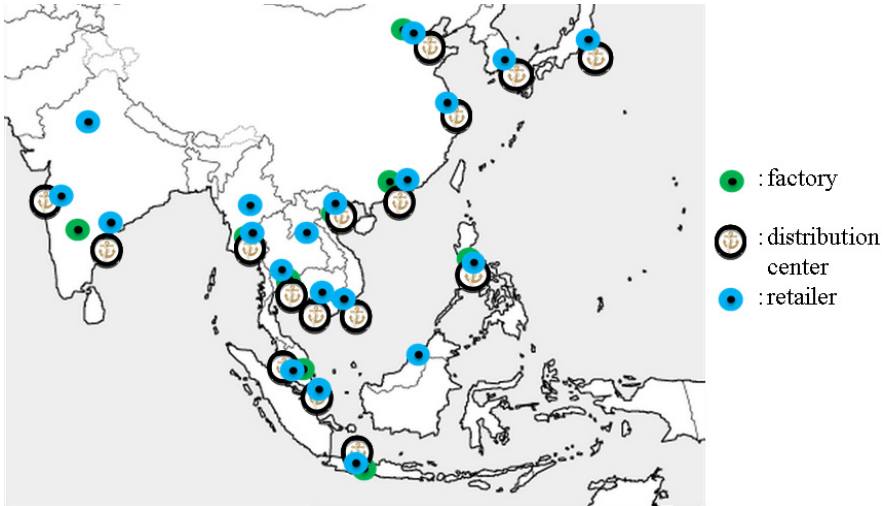 : factory
: distribution
center
: retailer